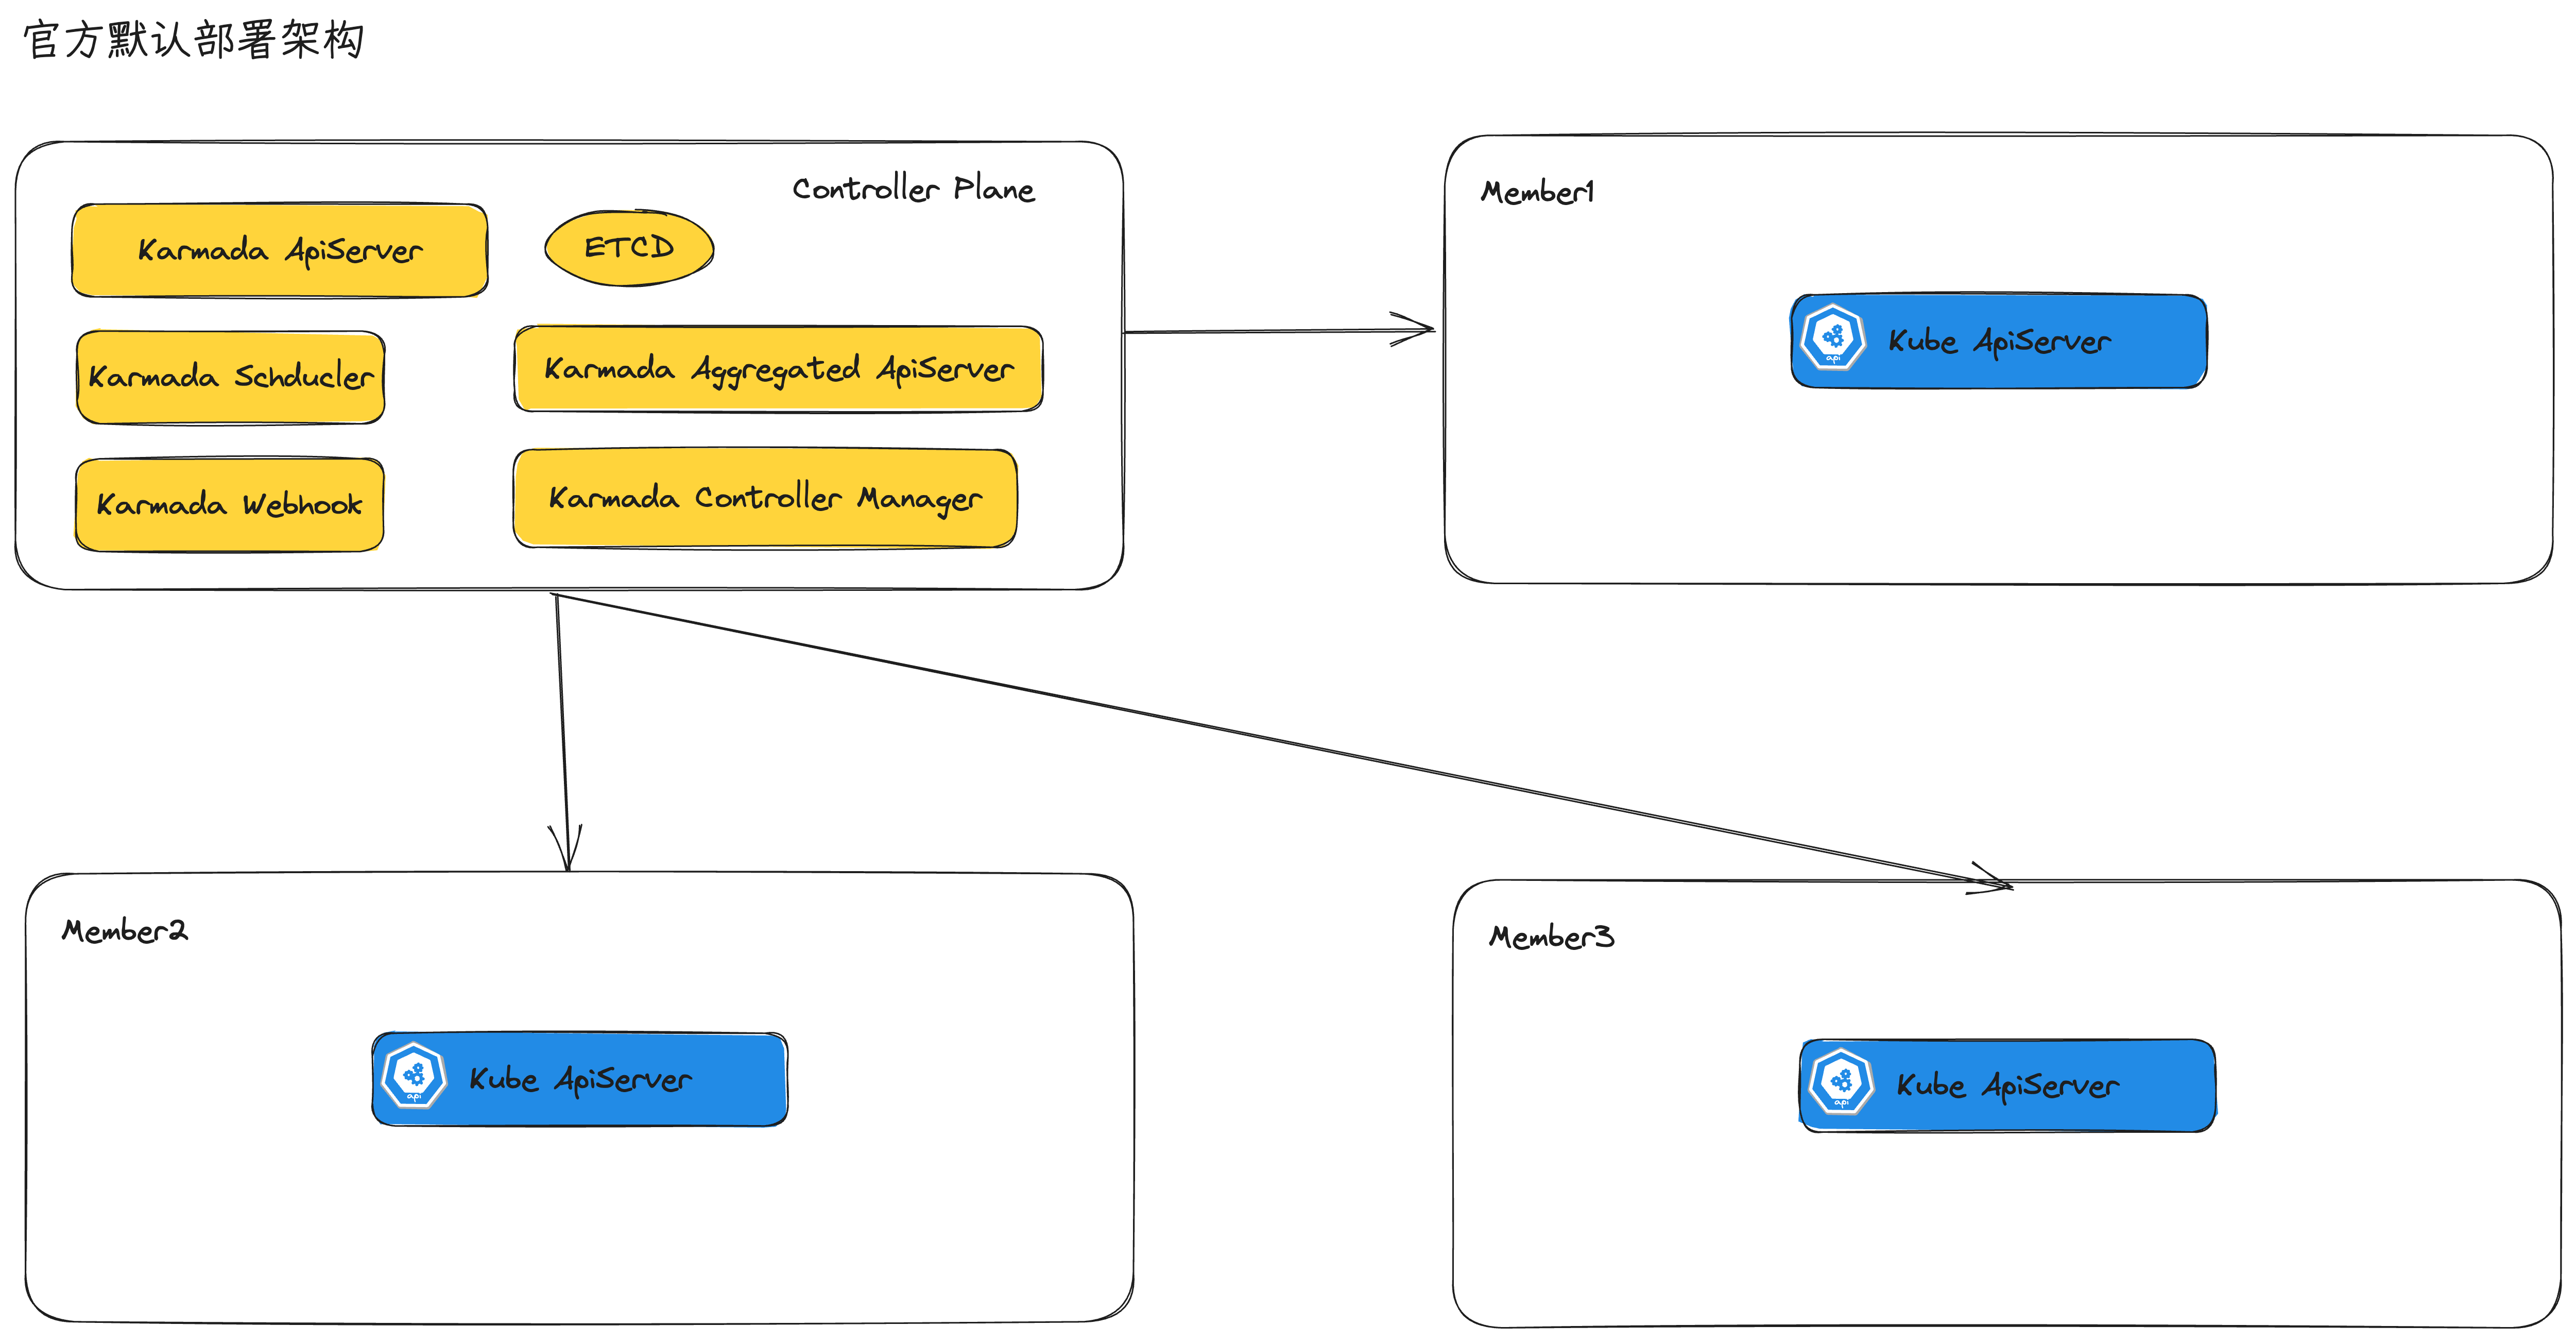 官方默认部署架构
Controller Plane
Karmada ApiServer
ETCD
Karmada Schducler
Karmada Aggregated ApiServer
Karmada Webhook
Karmada Controller Manager
Member1
api
Kube ApiServer
Member2
api
Kube ApiServer
Member3
api
Kube ApiServer